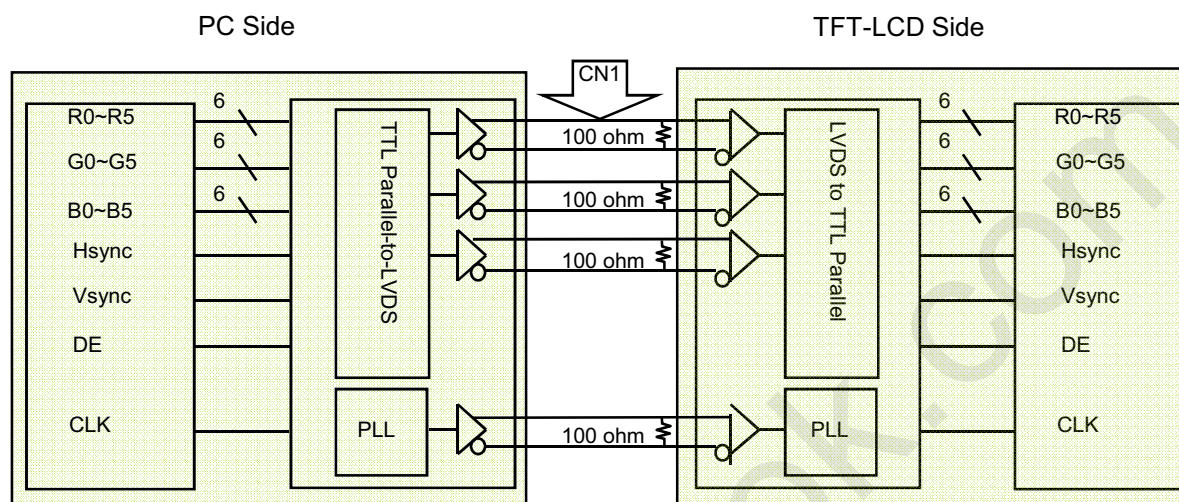 PC Side
TFT-LCD Side
CN1
R0~R5
6
G0~G5
6
B0~B5
6
Hsync
Vsync
DE
CLK
TTL Parallel-to-LVDS
PLL
100 ohm
100 ohm
100 ohm
100 ohm
LVDS to TTL Parallel
PLL
6
R0~R5
6
G0~G5
6
B0~B5
Hsync
Vsync
DE
CLK
ok.com